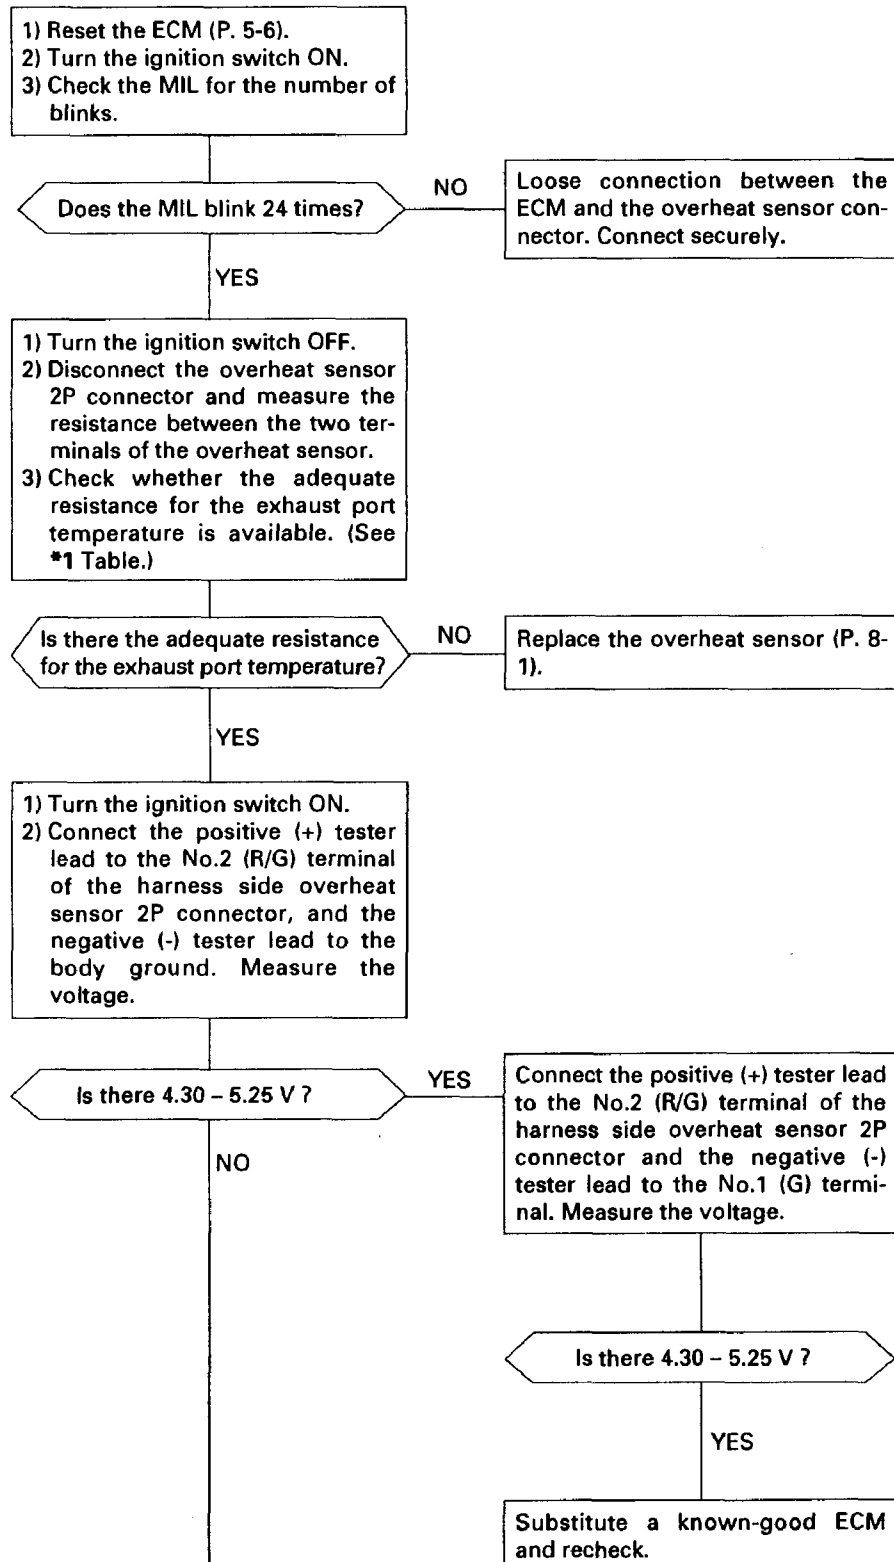 1) Reset the ECM (P. 5-6).
2) Turn the ignition switch ON.
3) Check the MIL for the number of
blinks.
Does the MIL blink 24 times?
NO
Loose connection between the
ECM and the overheat sensor con-
nector. Connect securely.
YES
1) Turn the ignition switch OFF.
2) Disconnect the overheat sensor
2P connector and measure the
resistance between the two ter-
minals of the overheat sensor.
3) Check whether the adequate
resistance for the exhaust port
temperature is available. (See
*1 Table.)
Is there the adequate resistance
for the exhaust port temperature?
NO
Replace the overheat sensor (P. 8-
1).
YES
1) Turn the ignition switch ON.
2) Connect the positive (+) tester
lead to the No.2 (R/G) terminal
of the harness side overheat
sensor 2P connector, and the
negative (-) tester lead to the
body ground. Measure the
voltage.
Is there 4.30 – 5.25 V ?
YES
Connect the positive (+) tester lead
to the No.2 (R/G) terminal of the
harness side overheat sensor 2P
connector and the negative (-)
tester lead to the No.1 (G) termi-
nal. Measure the voltage.
NO
Is there 4.30 – 5.25 V ?
YES
Substitute a known-good ECM
and recheck.